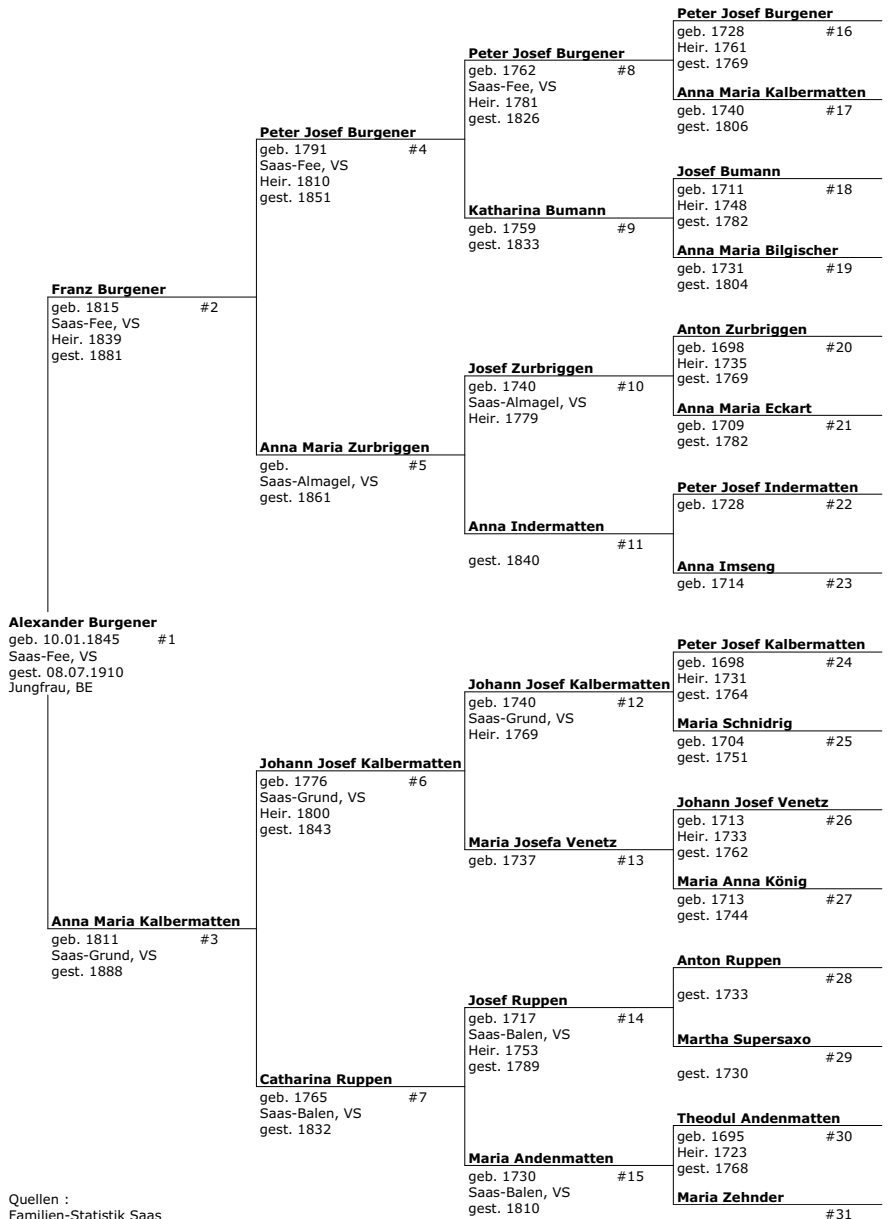 Peter Josef Burgener
geb. 1728 #16
Heir. 1761
gest. 1769
Peter Josef Burgener
geb. 1762 #8
Saas-Fee, VS
Heir. 1781
gest. 1826
Anna Maria Kalbermatten
geb. 1740 #17
gest. 1806
Peter Josef Burgener
geb. 1791 #4
Saas-Fee, VS
Heir. 1810
gest. 1851
Josef Bumann
geb. 1711 #18
Heir. 1748
gest. 1782
Katharina Bumann
geb. 1759 #9
gest. 1833
Anna Maria Bilgischer
geb. 1731 #19
gest. 1804
Franz Burgener
geb. 1815 #2
Saas-Fee, VS
Heir. 1839
gest. 1881
Anton Zurbriggen
geb. 1698 #20
Heir. 1735
gest. 1769
Josef Zurbriggen
geb. 1740 #10
Saas-Almagel, VS
Heir. 1779
Anna Maria Eckart
geb. 1709 #21
gest. 1782
Anna Maria Zurbriggen
geb. #5
Saas-Almagel, VS
gest. 1861
Peter Josef Indermatten
geb. 1728 #22
Anna Indermatten
#11
gest. 1840
Anna Imseng
geb. 1714 #23
Alexander Burgener
geb. 10.01.1845 #1
Saas-Fee, VS
gest. 08.07.1910
Jungfrau, BE
Peter Josef Kalbermatten
geb. 1698 #24
Heir. 1731
gest. 1764
Johann Josef Kalbermatten
geb. 1740 #12
Saas-Grund, VS
Heir. 1769
Maria Schnidrig
geb. 1704 #25
gest. 1751
Johann Josef Kalbermatten
geb. 1776 #6
Saas-Grund, VS
Heir. 1800
gest. 1843
Johann Josef Venetz
geb. 1713 #26
Heir. 1733
gest. 1762
Maria Josefa Venetz
geb. 1737 #13
Maria Anna König
geb. 1713 #27
gest. 1744
Anna Maria Kalbermatten
geb. 1811 #3
Saas-Grund, VS
gest. 1888
Anton Ruppen
#28
gest. 1733
Josef Ruppen
geb. 1717 #14
Saas-Balen, VS
Heir. 1753
gest. 1789
Martha Supersaxo
#29
gest. 1730
Catharina Ruppen
geb. 1765 #7
Saas-Balen, VS
gest. 1832
Theodul Andenmatten
geb. 1695 #30
Heir. 1723
gest. 1768
Maria Andenmatten
geb. 1730 #15
Saas-Balen, VS
gest. 1810
Maria Zehnder
#31
Quellen :
Familien-Statistik Saas